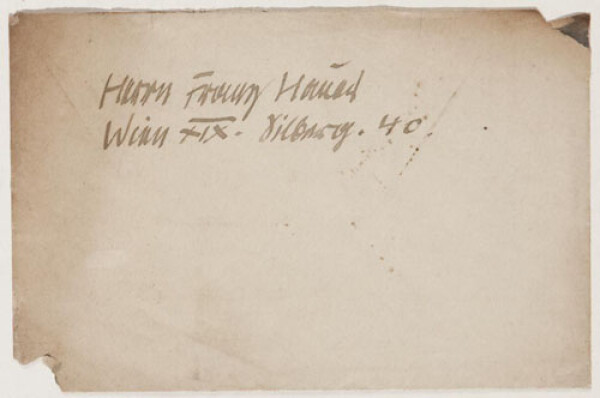 Herrn Franz Hauer
Wien XIX. Silberg. 40.